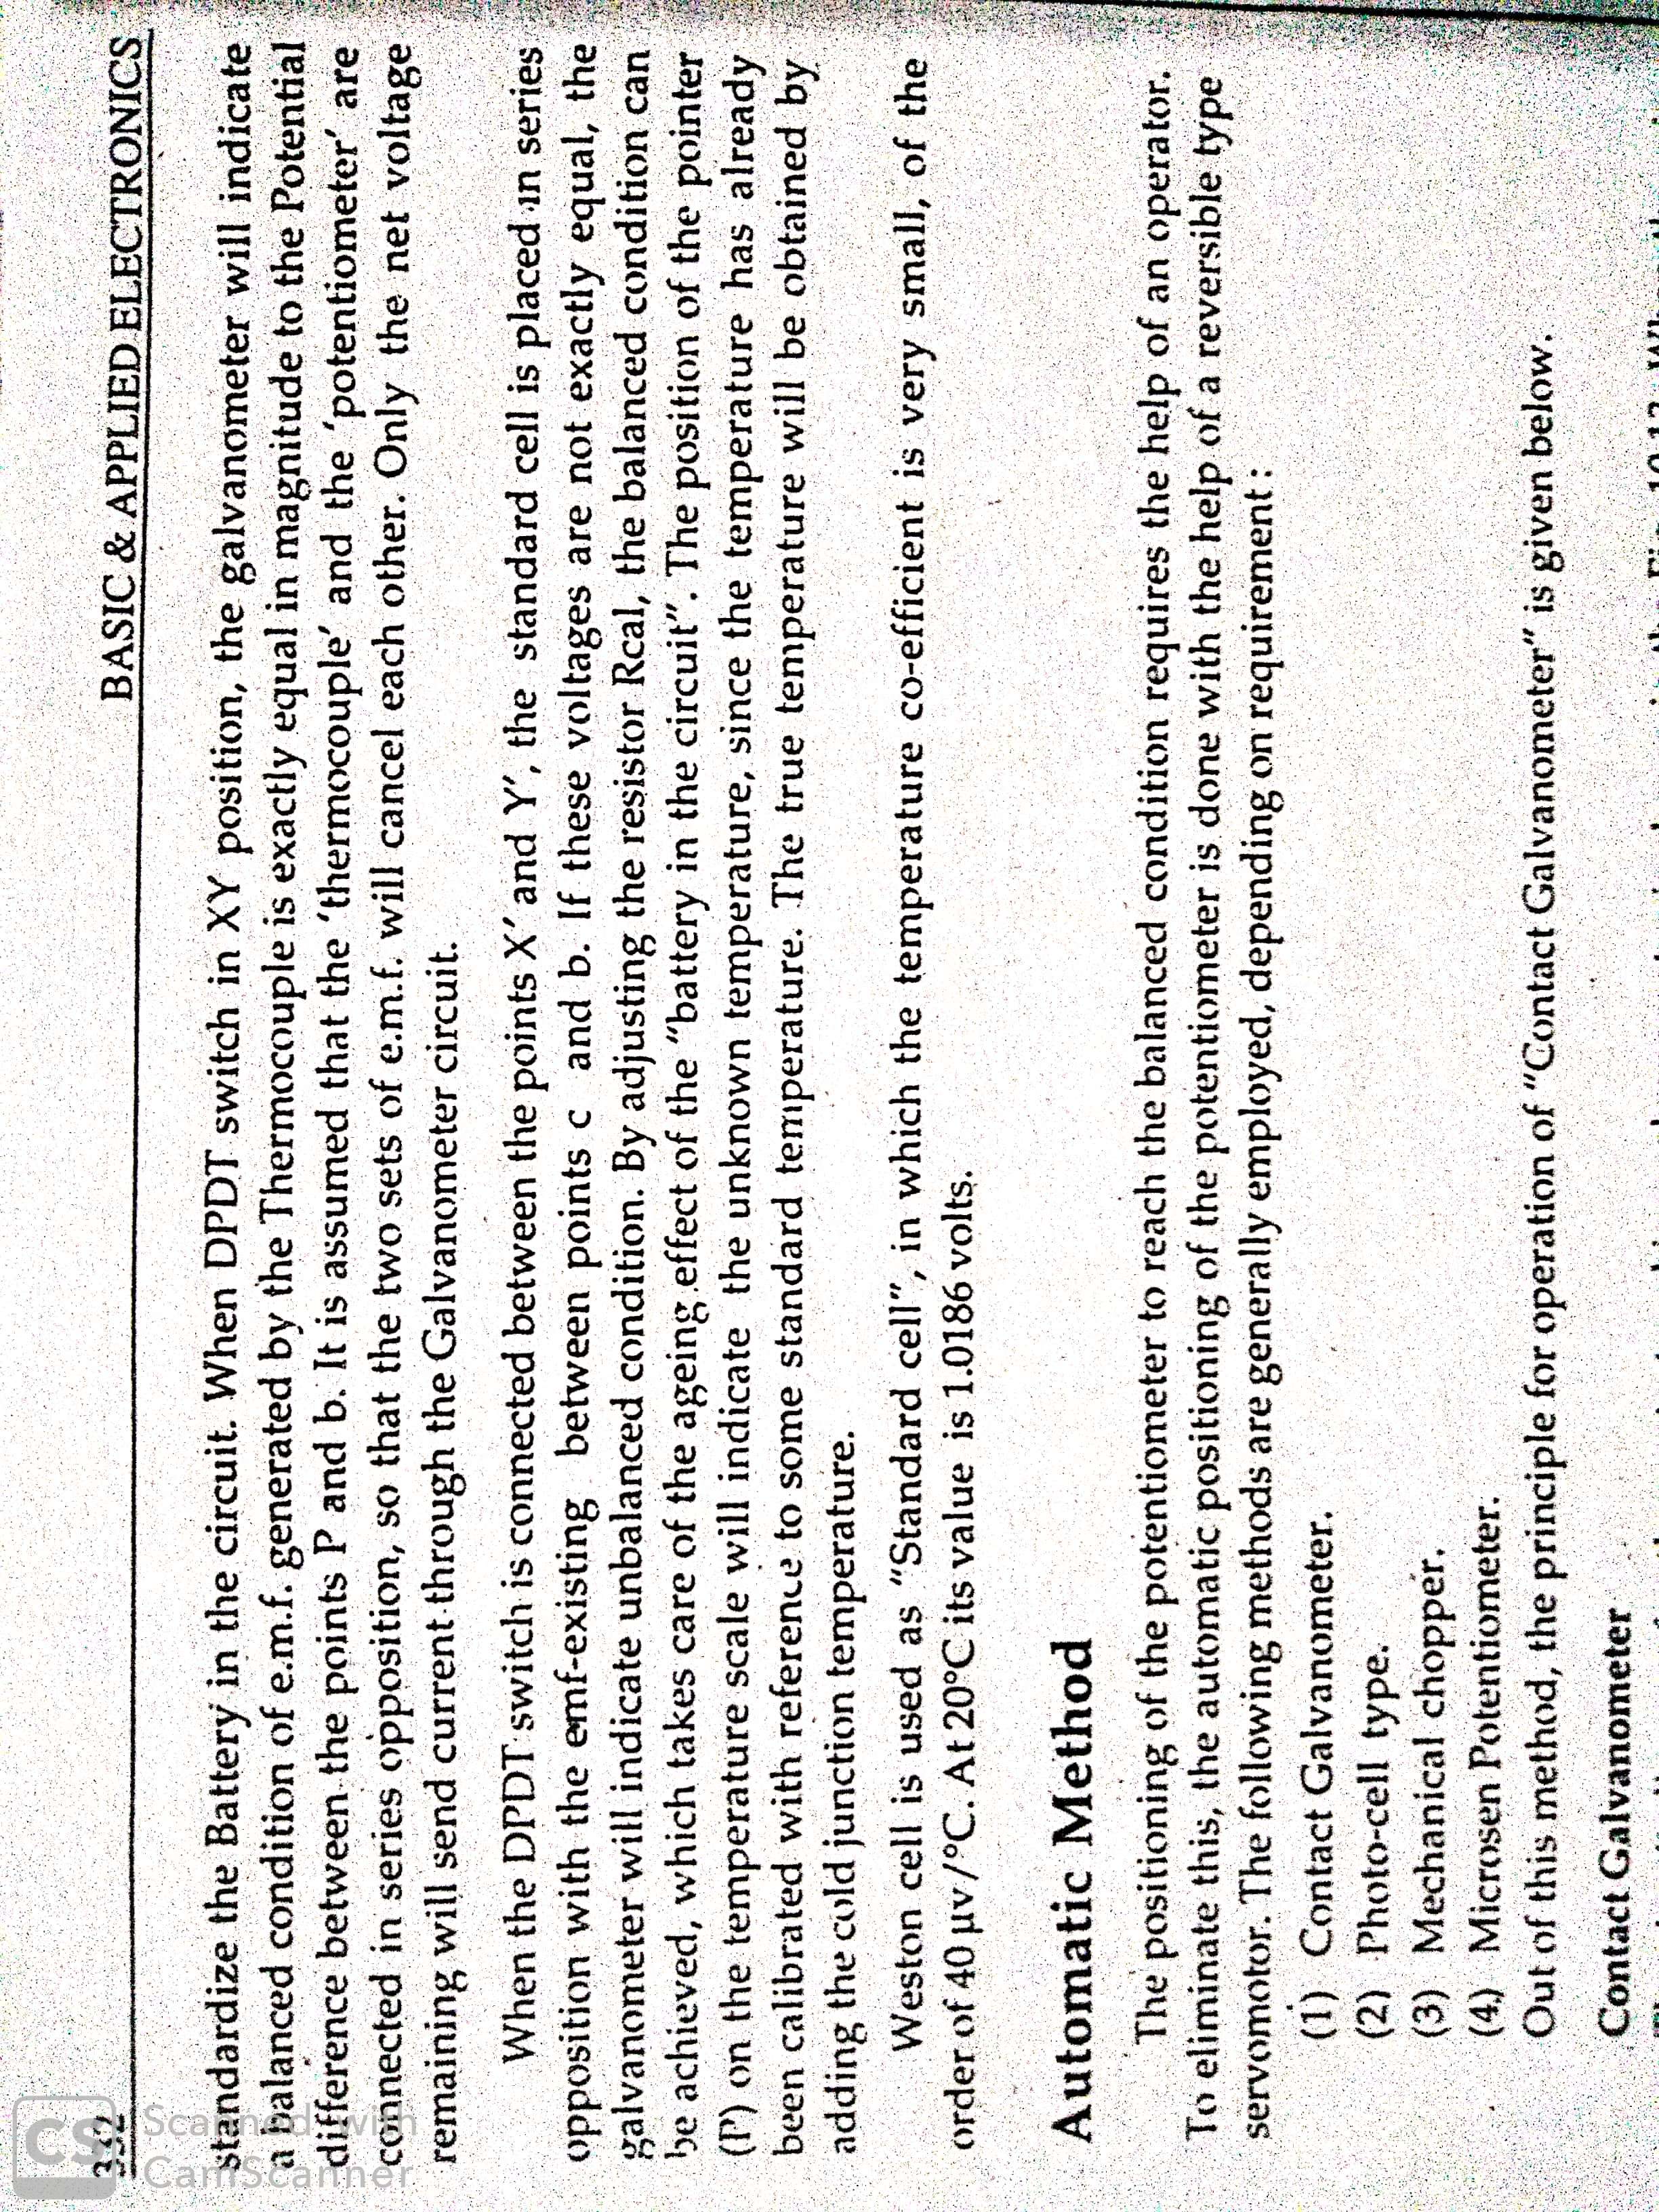 CS
Scanned with
CamScanner
332
BASIC & APPLIED ELECTRONICS
standardize the Battery in the circuit. When DPDT switch in XY position, the galvanometer will indicate
a balanced condition of e.m.f. generated by the Thermocouple is exactly equal in magnitude to the Potential
difference between the points P and b. It is assumed that the ‘thermocouple’ and the ‘potentiometer’ are
connected in series opposition, so that the two sets of e.m.f. will cancel each other. Only the net voltage
remaining will send current through the Galvanometer circuit.
When the DPDT switch is connected between the points X′ and Y′, the standard cell is placed in series
opposition with the emf-existing between points c and b. If these voltages are not exactly equal, the
galvanometer will indicate unbalanced condition. By adjusting the resistor Rcal, the balanced condition can
be achieved, which takes care of the ageing effect of the “battery in the circuit”. The position of the pointer
(P) on the temperature scale will indicate the unknown temperature, since the temperature has already
been calibrated with reference to some standard temperature. The true temperature will be obtained by
adding the cold junction temperature.
Weston cell is used as “Standard cell”, in which the temperature co-efficient is very small, of the
order of 40 μv/°C. At 20°C its value is 1.0186 volts.
Automatic Method
The positioning of the potentiometer to reach the balanced condition requires the help of an operator.
To eliminate this, the automatic positioning of the potentiometer is done with the help of a reversible type
servomotor. The following methods are generally employed, depending on requirement :
(1) Contact Galvanometer.
(2) Photo-cell type.
(3) Mechanical chopper.
(4) Microsen Potentiometer.
Out of this method, the principle for operation of “Contact Galvanometer” is given below.
Contact Galvanometer